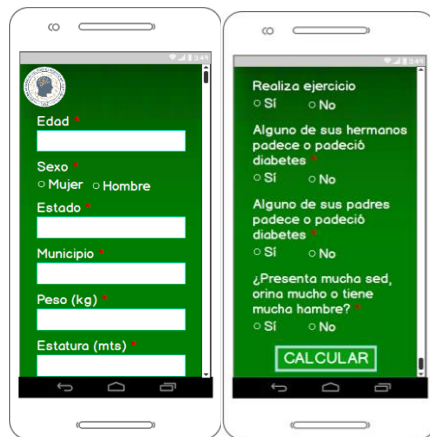 Edad *
Sexo *
○ Mujer ○ Hombre
Estado *
Municipio *
Peso (kg) *
Estatura (mts) *
Realiza ejercicio
○ Sí ○ No
Alguno de sus hermanos
padece o padeció
diabetes *
○ Sí ○ No
Alguno de sus padres
padece o padeció
diabetes *
○ Sí ○ No
¿Presenta mucha sed,
orina mucho o tiene
mucha hambre? *
○ Sí ○ No
CALCULAR